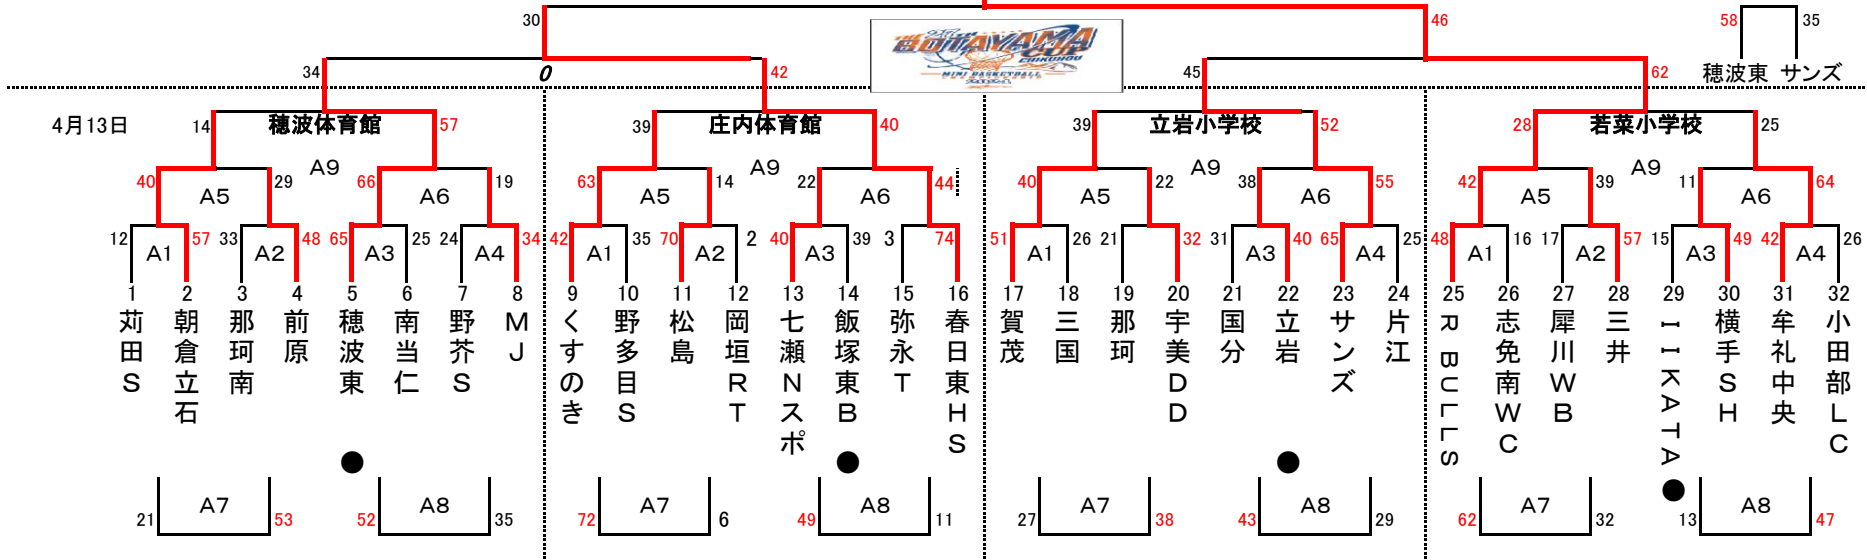 30 46 58 35
THE BOTAYAMA CUP
CHIKUHOU
MINI BASKETBALL
34 0 42 45 62 穂波東 サンズ
4月13日 14 穂波体育館 57 39 庄内体育館 40 39 立岩小学校 52 28 若菜小学校 25
A9 A9 A9 A9
40 29 66 19 63 14 22 44 40 22 38 55 42 39 11 64
A5 A6 A5 A6 A5 A6 A5 A6
12 57 33 48 65 25 24 34 42 35 70 2 40 39 3 74 51 26 21 32 31 40 65 25 48 16 17 57 15 49 42 26
A1 A2 A3 A4 A1 A2 A3 A1 A2 A3 A4 A1 A2 A3 A4
1 2 3 4 5 6 7 8 9 10 11 12 13 14 15 16 17 18 19 20 21 22 23 24 25 26 27 28 29 30 31 32
苅田S
朝倉立石
那珂南
前原
穂波東
南当仁
野芥S
MJ
くすのき
野多目S
松島
岡垣RT
七瀬Nスポ
飯塚東B
弥永T
春日東HS
賀茂
三国
那珂
宇美DD
国分
立岩
サンズ
片江
R BULLS
志免南WC
犀川WB
三井
IIKATA
横手SH
牟礼中央
小田部LC
● ● ● ●
A7 A8 A7 A8 A7 A8 A7 A8
21 53 52 35 72 6 49 11 27 38 43 29 62 32 13 47